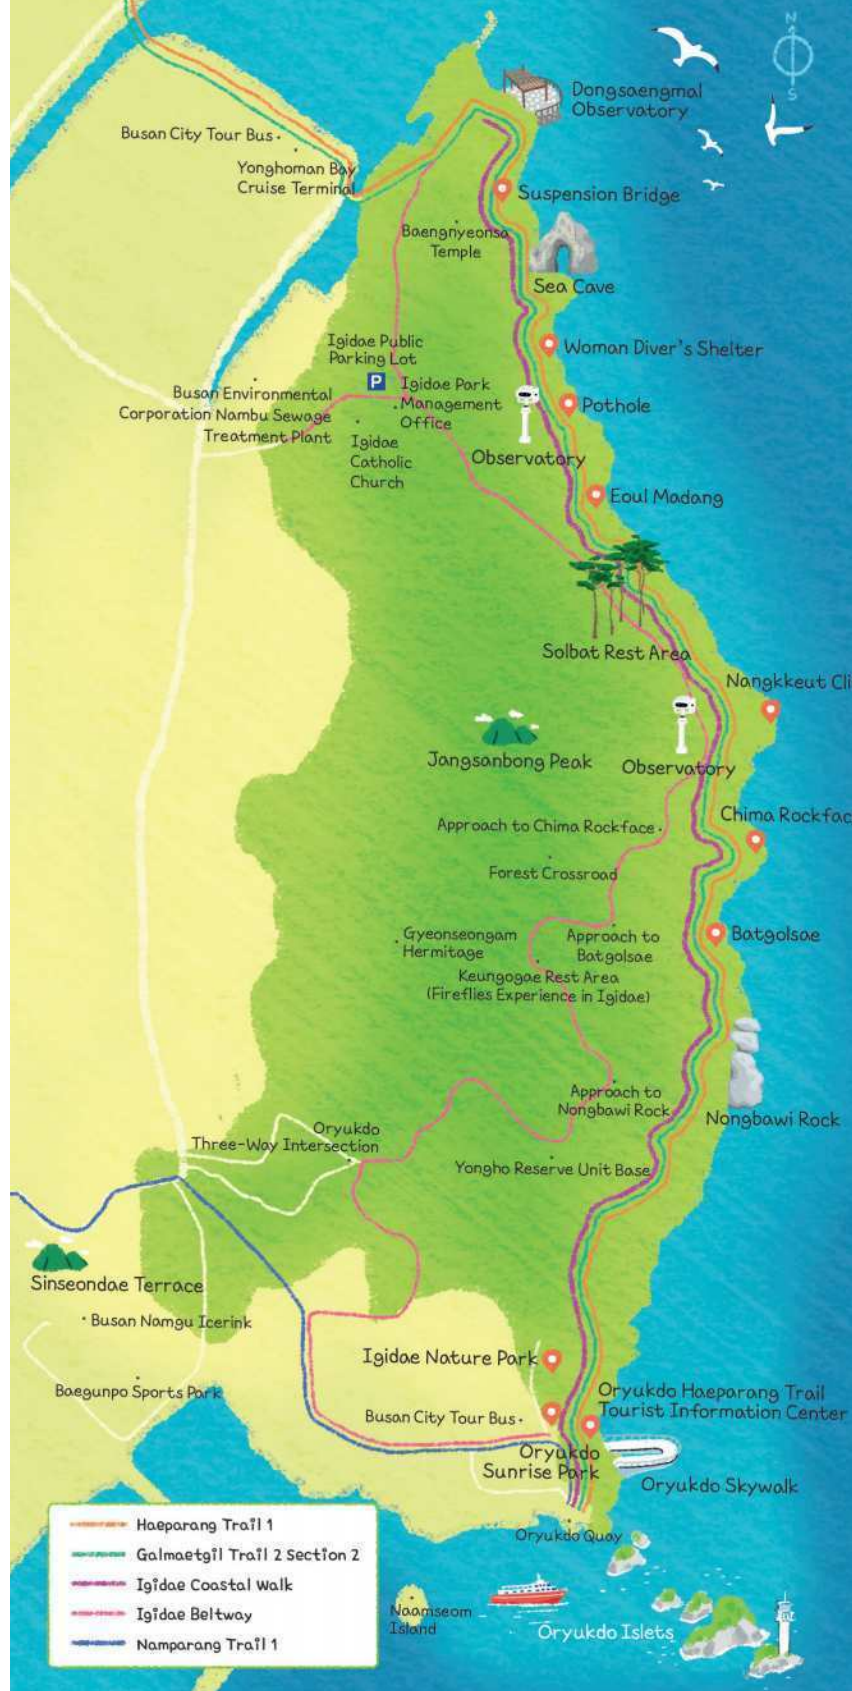 N
S
Dongsaengmal
Observatory
Busan City Tour Bus
Yonghoman Bay
Cruise Terminal
Suspension Bridge
Baengnyeonsa
Temple
Sea Cave
Igidae Public
Parking Lot
Woman Diver's Shelter
P
Igidae Park
Management
Office
Busan Environmental
Corporation Nambu Sewage
Treatment Plant
Pothole
Igidae
Catholic
Church
Observatory
Eoul Madang
Solbat Rest Area
Nangkkeut Cli
Jangsanbong Peak
Observatory
Approach to Chima Rockface
Chima Rockfac
Forest Crossroad
Gyeonseongam
Hermitage
Approach to
Batgolsae
Batgolsae
Keungogae Rest Area
(Fireflies Experience in Igidae)
Approach to
Nongbawi Rock
Nongbawi Rock
Oryukdo
Three-Way Intersection
Yongho Reserve Unit Base
Sinseondae Terrace
Busan Namgu Icerink
Igidae Nature Park
Baegunpo Sports Park
Busan City Tour Bus
Oryukdo Haeparang Trail
Tourist Information Center
Oryukdo
Sunrise Park
Oryukdo Skywalk
Oryukdo Quay
Haeparang Trail 1
Galmaetgil Trail 2 Section 2
Igidae Coastal Walk
Igidae Beltway
Namparang Trail 1
Naamseom
Island
Oryukdo Islets